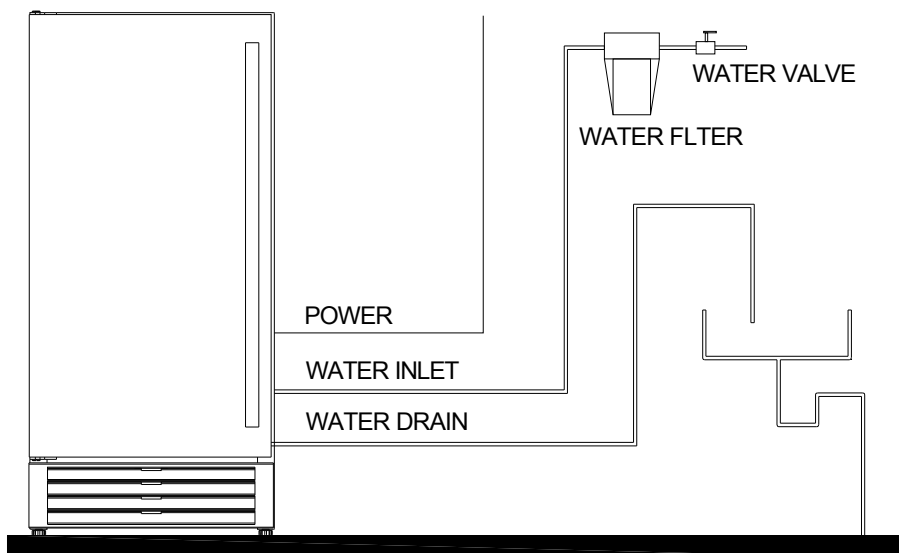 WATER VALVE
WATER FLTER
POWER
WATER INLET
WATER DRAIN